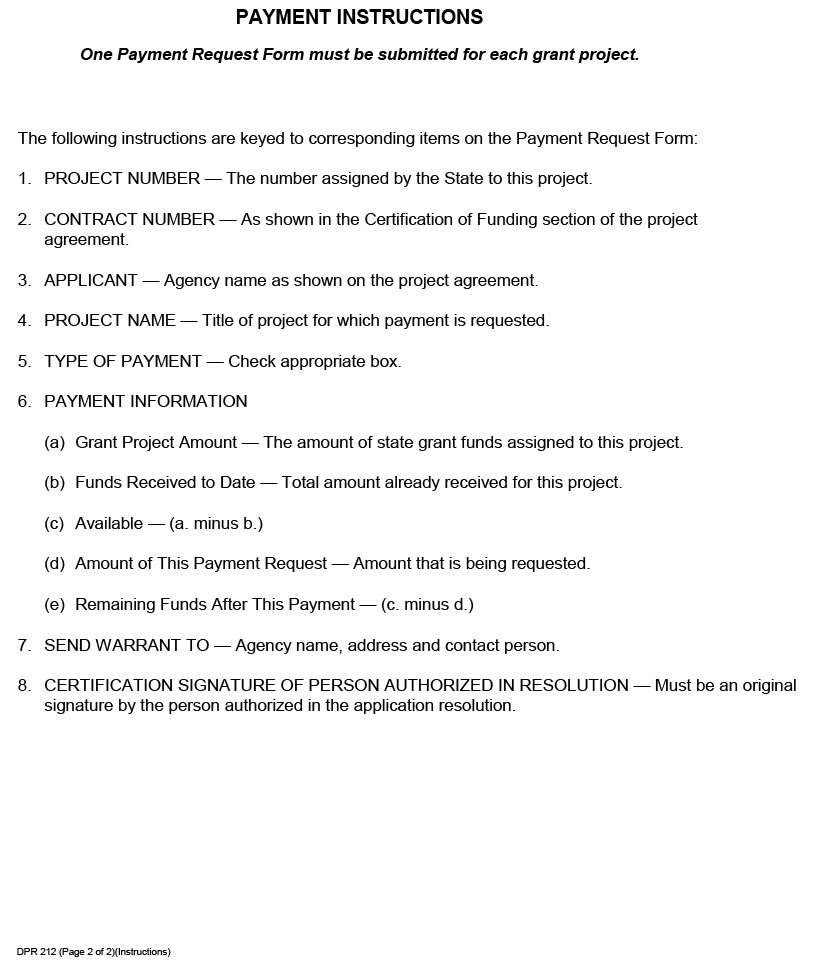 PAYMENT INSTRUCTIONS
One Payment Request Form must be submitted for each grant project.
The following instructions are keyed to corresponding items on the Payment Request Form:
1. PROJECT NUMBER — The number assigned by the State to this project.
2. CONTRACT NUMBER — As shown in the Certification of Funding section of the project
agreement.
3. APPLICANT — Agency name as shown on the project agreement.
4. PROJECT NAME — Title of project for which payment is requested.
5. TYPE OF PAYMENT — Check appropriate box.
6. PAYMENT INFORMATION
(a) Grant Project Amount — The amount of state grant funds assigned to this project.
(b) Funds Received to Date — Total amount already received for this project.
(c) Available — (a. minus b.)
(d) Amount of This Payment Request — Amount that is being requested.
(e) Remaining Funds After This Payment — (c. minus d.)
7. SEND WARRANT TO — Agency name, address and contact person.
8. CERTIFICATION SIGNATURE OF PERSON AUTHORIZED IN RESOLUTION — Must be an original
signature by the person authorized in the application resolution.
DPR 212 (Page 2 of 2)(Instructions)